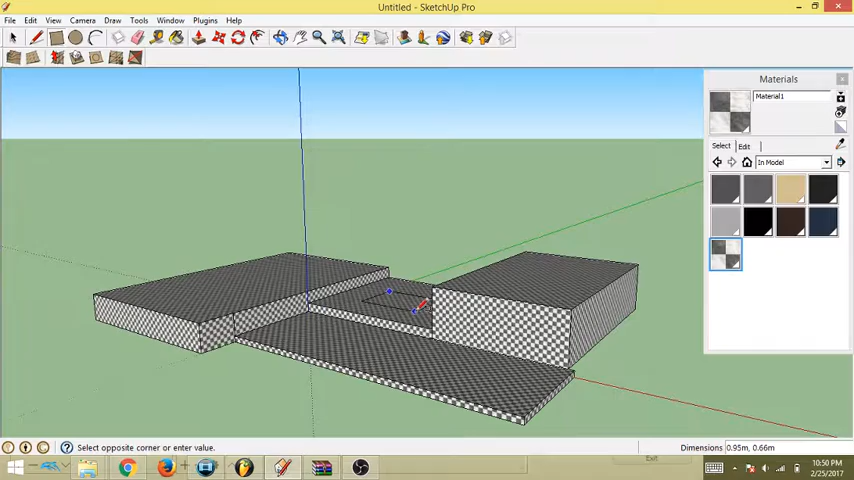 Untitled - SketchUp Pro
File Edit View Camera Draw Tools Window Plugins Help
Materials
Material1
Select Edit
In Model
Select opposite corner or enter value.
Dimensions 0.95m, 0.66m
Exit
10:50 PM
2/25/2017